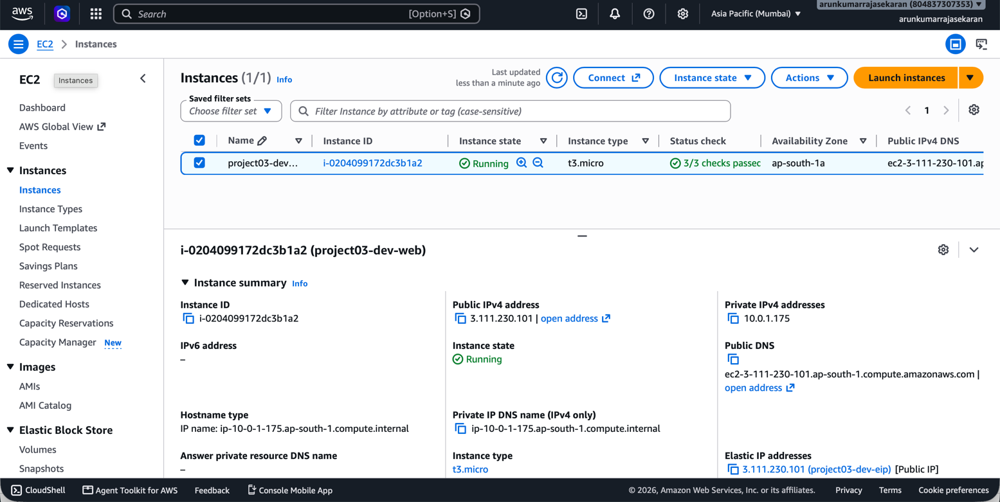 aws
Search
[Option+S]
Asia Pacific (Mumbai)
arunkumarrajasekaran (804837307353)
arunkumarrajasekaran
EC2
Instances
EC2
Instances
Dashboard
AWS Global View
Events
Instances
Instances
Instance Types
Launch Templates
Spot Requests
Savings Plans
Reserved Instances
Dedicated Hosts
Capacity Reservations
Capacity Manager New
Images
AMIs
AMI Catalog
Elastic Block Store
Volumes
Snapshots
Instances (1/1) Info
Last updated
less than a minute ago
Connect
Instance state
Actions
Launch instances
Saved filter sets
Choose filter set
Filter Instance by attribute or tag (case-sensitive)
1
Name Instance ID Instance state Instance type Status check Availability Zone Public IPv4 DNS
project03-dev... i-0204099172dc3b1a2 Running t3.micro 3/3 checks passec ap-south-1a ec2-3-111-230-101.ap
i-0204099172dc3b1a2 (project03-dev-web)
Instance summary Info
Instance ID
i-0204099172dc3b1a2
Public IPv4 address
3.111.230.101 | open address
Private IPv4 addresses
10.0.1.175
IPv6 address
–
Instance state
Running
Public DNS
ec2-3-111-230-101.ap-south-1.compute.amazonaws.com |
open address
Hostname type
IP name: ip-10-0-1-175.ap-south-1.compute.internal
Private IP DNS name (IPv4 only)
ip-10-0-1-175.ap-south-1.compute.internal
Answer private resource DNS name
–
Instance type
t3.micro
Elastic IP addresses
3.111.230.101 (project03-dev-eip) [Public IP]
CloudShell
Agent Toolkit for AWS
Feedback
Console Mobile App
© 2026, Amazon Web Services, Inc. or its affiliates.
Privacy
Terms
Cookie preferences